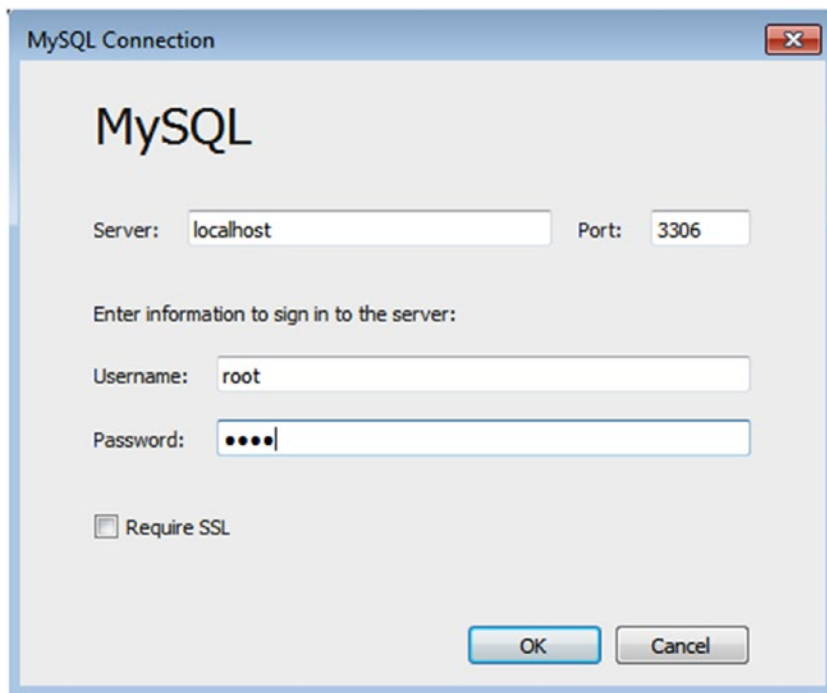 MySQL Connection
MySQL
Server: localhost Port: 3306
Enter information to sign in to the server:
Username: root
Password: ••••
Require SSL
OK Cancel